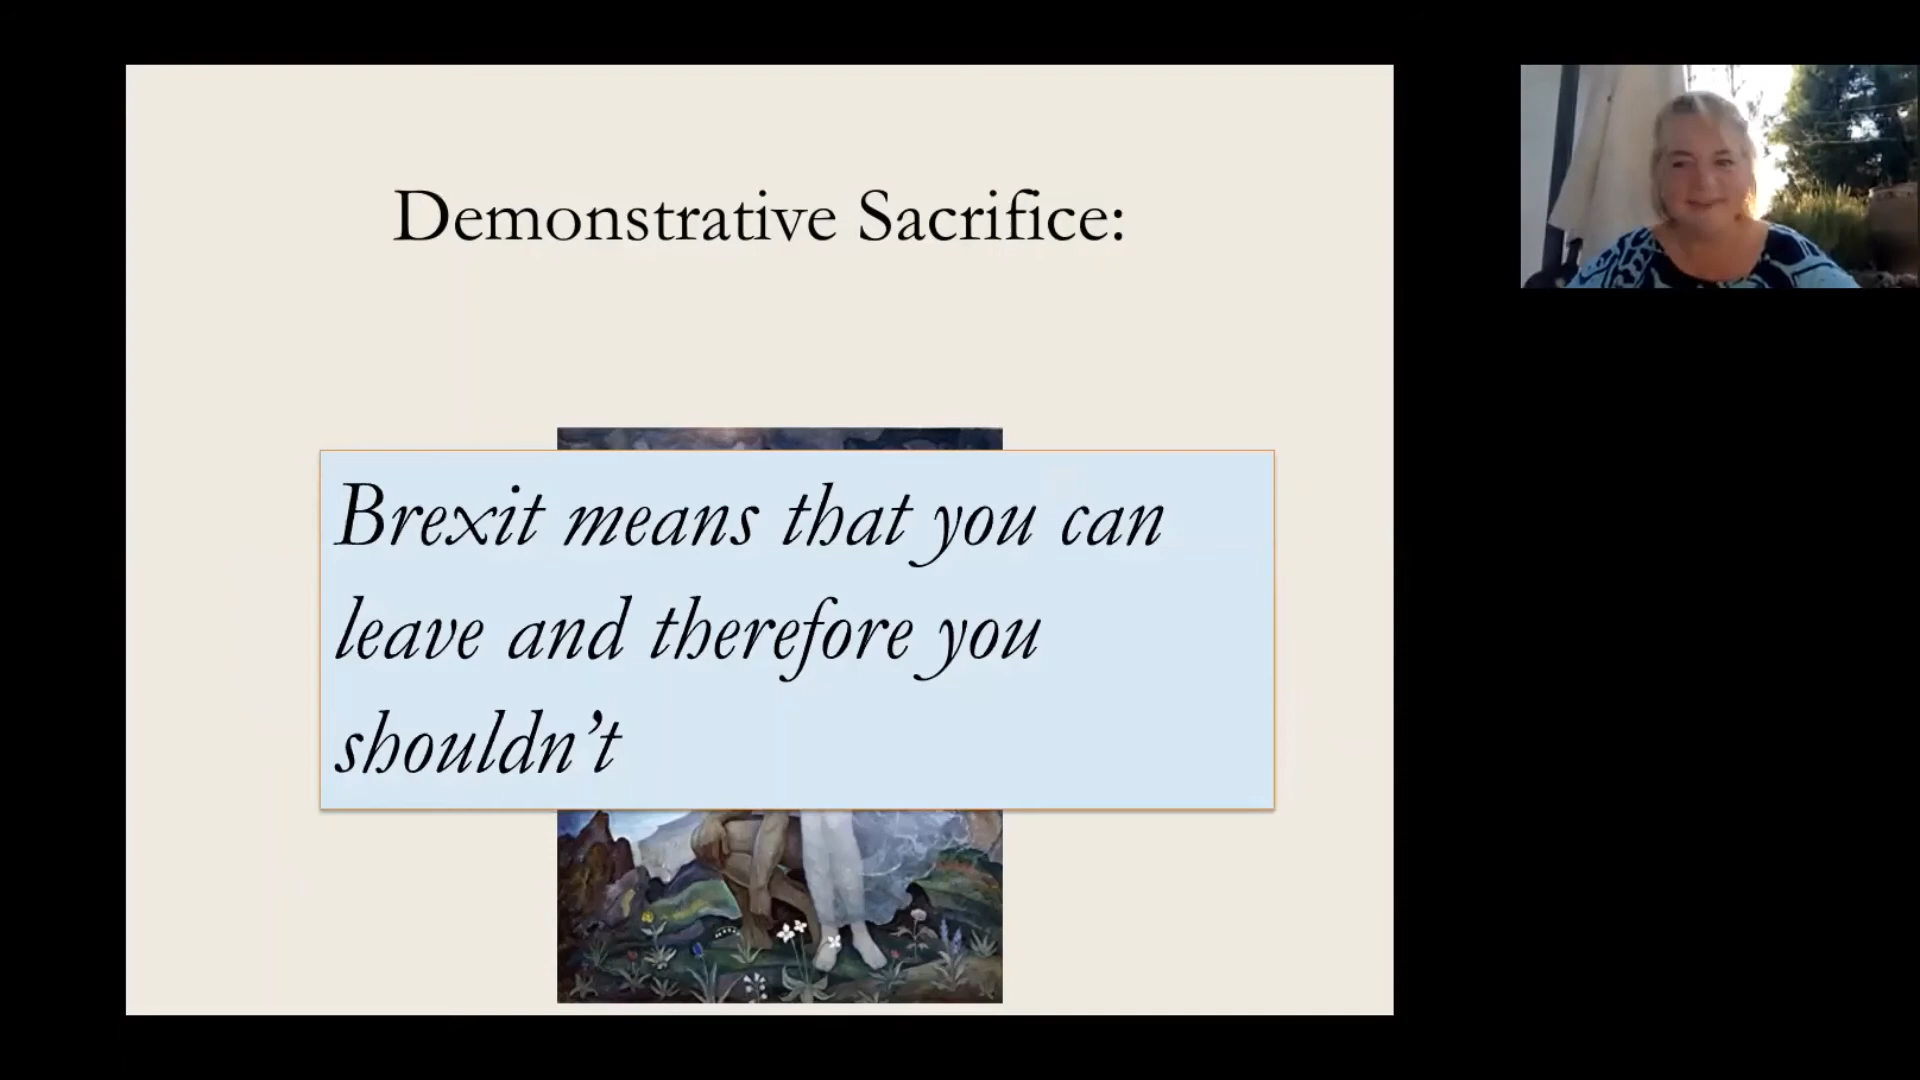 Demonstrative Sacrifice:
Brexit means that you can
leave and therefore you
shouldn’t